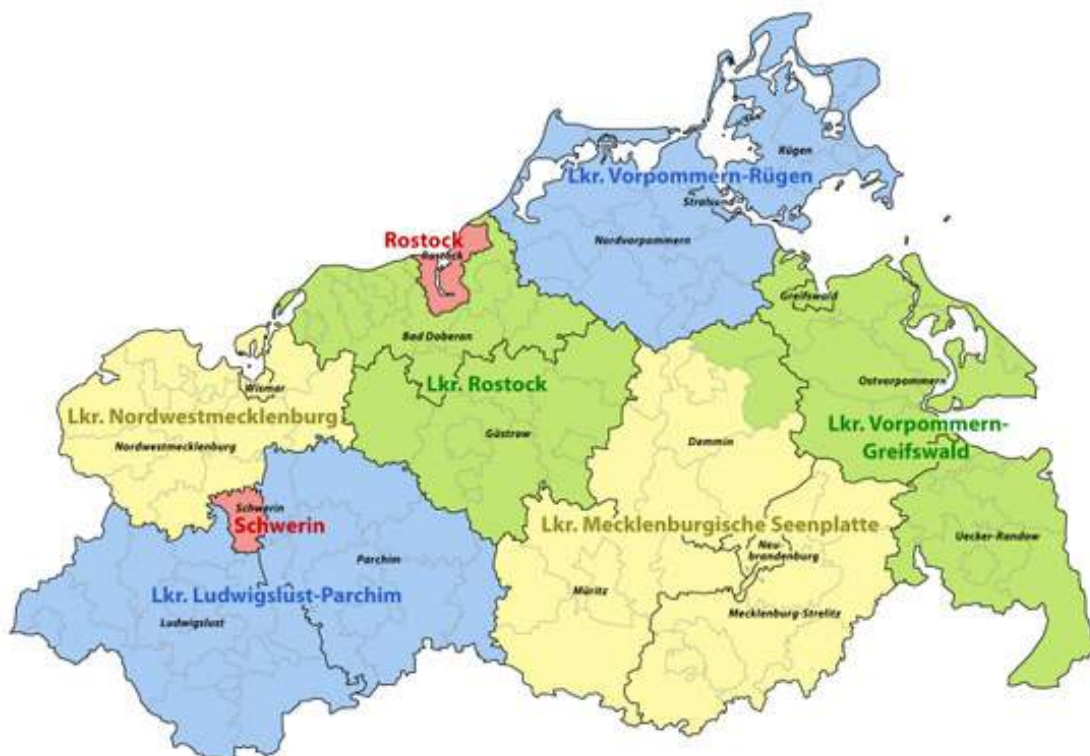 Rügen
Lkr. Vorpommern-Rügen
Stralsund
Nordvorpommern
Rostock
Rostock
Greifswald
Bad Doberan
Lkr. Rostock
Ostvorpommern
Wismar
Lkr. Nordwestmecklenburg
Nordwestmecklenburg
Güstrow
Demmin
Lkr. Vorpommern-
Greifswald
Schwerin
Schwerin
Lkr. Mecklenburgische Seenplatte
Uecker-Randow
Neu-
brandenburg
Parchim
Müritz
Lkr. Ludwigslust-Parchim
Mecklenburg-Strelitz
Ludwigslust